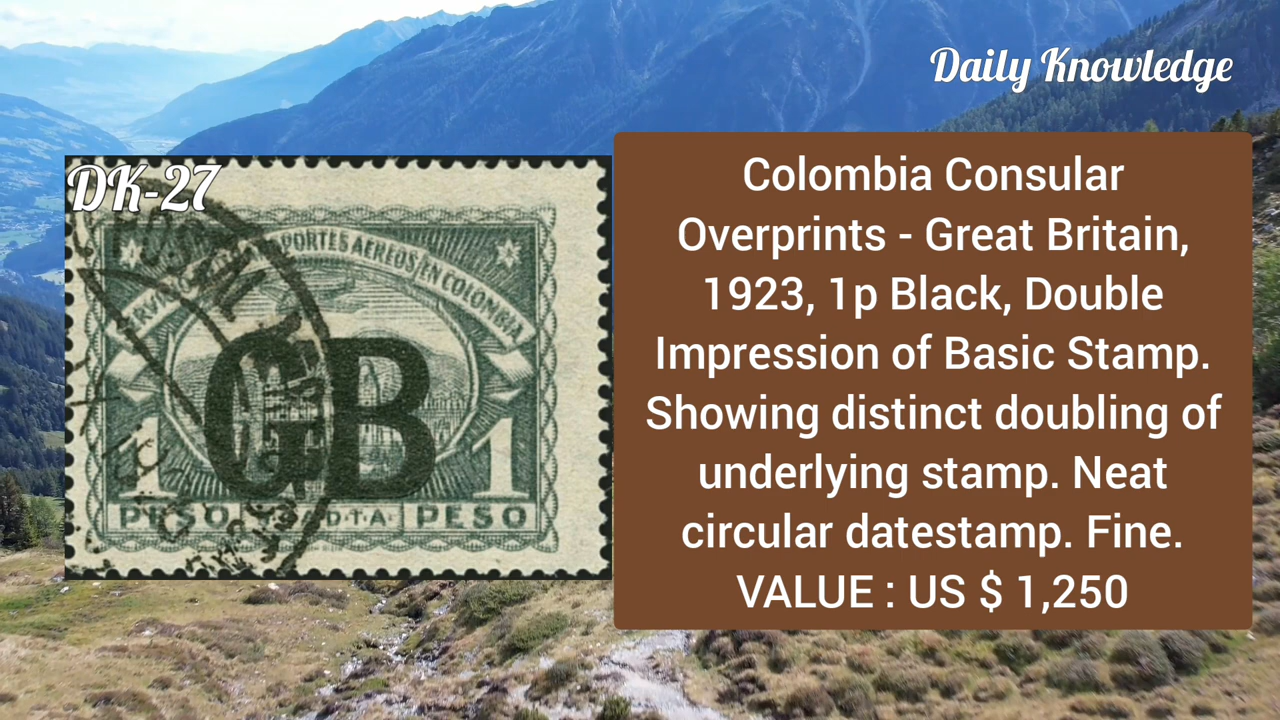 Daily Knowledge
DK-27
Colombia Consular
Overprints - Great Britain,
1923, 1p Black, Double
Impression of Basic Stamp.
Showing distinct doubling of
underlying stamp. Neat
circular datestamp. Fine.
VALUE : US $ 1,250
PORTES AEREOS EN COLOMBIA
GB
1 1
PESO PESO